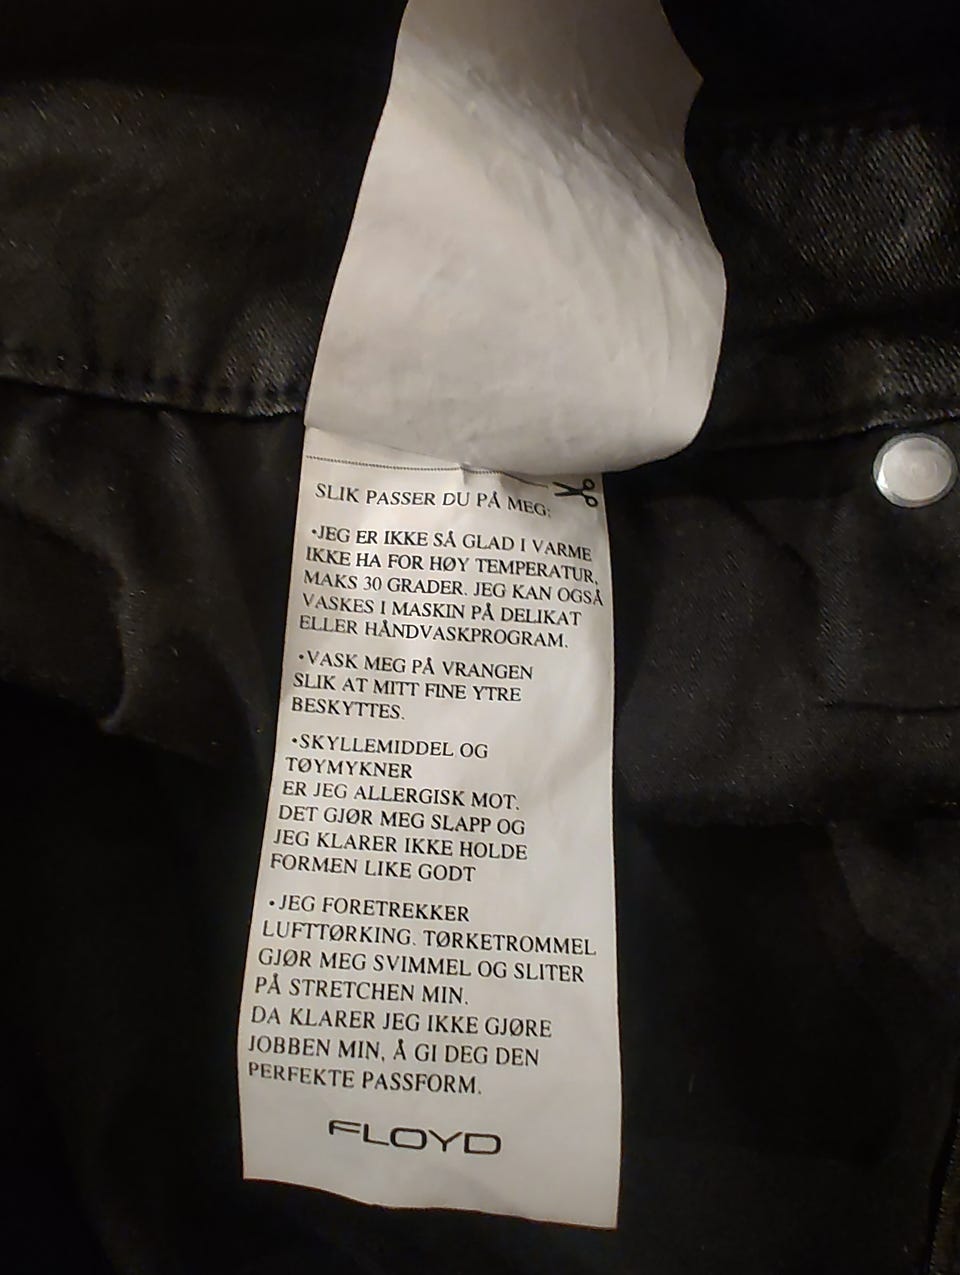 SLIK PASSER DU PÅ MEG:
•JEG ER IKKE SÅ GLAD I VARME
IKKE HA FOR HØY TEMPERATUR,
MAKS 30 GRADER. JEG KAN OGSÅ
VASKES I MASKIN PÅ DELIKAT
ELLER HÅNDVASKPROGRAM.
•VASK MEG PÅ VRANGEN
SLIK AT MITT FINE YTRE
BESKYTTES.
•SKYLLEMIDDEL OG
TØYMYKNER
ER JEG ALLERGISK MOT.
DET GJØR MEG SLAPP OG
JEG KLARER IKKE HOLDE
FORMEN LIKE GODT
•JEG FORETREKKER
LUFTTØRKING. TØRKETROMMEL
GJØR MEG SVIMMEL OG SLITER
PÅ STRETCHEN MIN.
DA KLARER JEG IKKE GJØRE
JOBBEN MIN, Å GI DEG DEN
PERFEKTE PASSFORM.
FLOYD